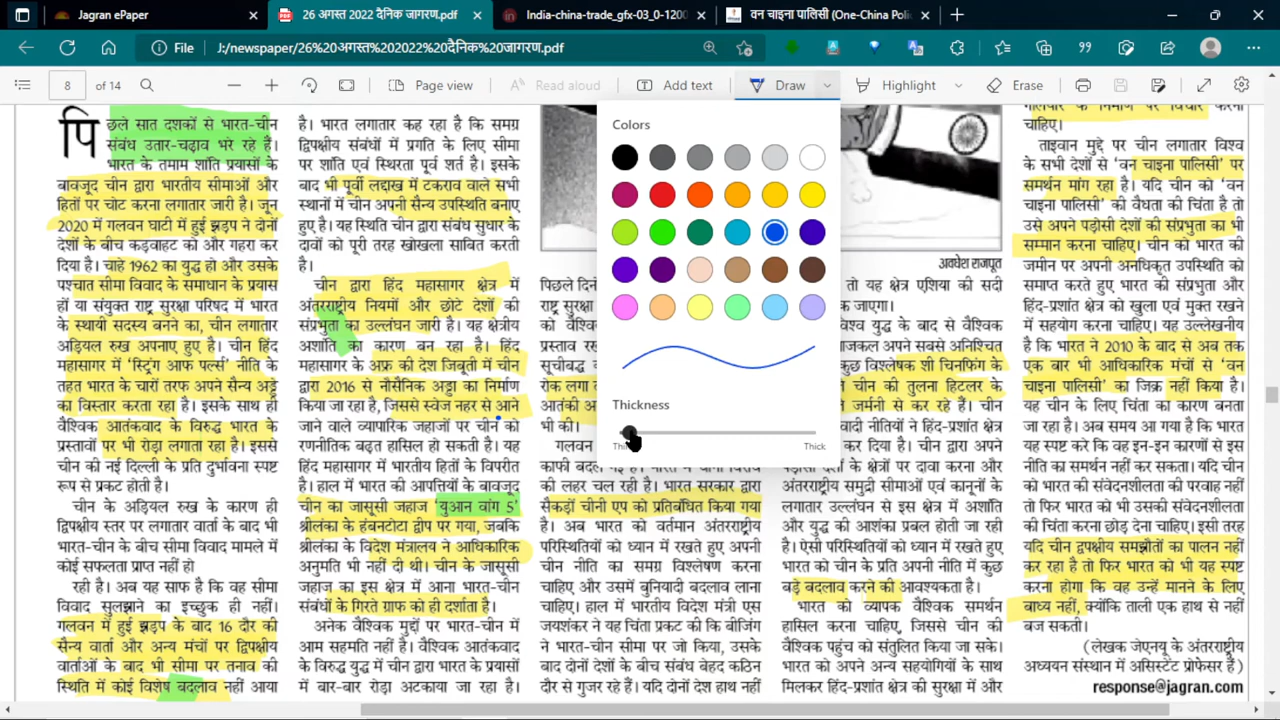 Jagran ePaper
26 अगस्त 2022 दैनिक जागरण.pdf
India-china-trade_gfx-03_0-1200
वन चाइना पालिसी (One-China Poli
File
J:/newspaper/26%20अगस्त%202022%20दैनिक%20जागरण.pdf
8
of 14
Page view
Read aloud
Add text
Draw
Highlight
Erase
पिछले सात दशकों से भारत-चीन
संबंध उतार-चढ़ाव भरे रहे हैं।
भारत के तमाम शांति प्रयासों के
बावजूद चीन द्वारा भारतीय सीमाओं और
हितों पर चोट करना लगातार जारी है। जून
2020 में गलवन घाटी में हुई झड़प ने दोनों
देशों के बीच कड़वाहट को और गहरा कर
दिया है। चाहे 1962 का युद्ध हो और उसके
पश्चात सीमा विवाद के समाधान के प्रयास
हों या संयुक्त राष्ट्र सुरक्षा परिषद में भारत
के स्थायी सदस्य बनने का, चीन लगातार
अड़ियल रुख अपनाए हुए है। चीन हिंद
महासागर में 'स्ट्रिंग आफ पर्ल्स' नीति के
तहत भारत के चारों तरफ अपने सैन्य अड्डे
का विस्तार करता रहा है। इसके साथ ही
वैश्विक आतंकवाद के विरुद्ध भारत के
प्रस्तावों पर भी रोड़ा लगाता रहा है। इससे
चीन की नई दिल्ली के प्रति दुर्भावना स्पष्ट
रूप से प्रकट होती है।
चीन के अड़ियल रुख के कारण ही
द्विपक्षीय स्तर पर लगातार वार्ता के बाद भी
भारत-चीन के बीच सीमा विवाद मामले में
कोई सफलता प्राप्त नहीं हो
रही है। अब यह साफ है कि वह सीमा
विवाद सुलझाने का इच्छुक ही नहीं।
गलवन में हुई झड़प के बाद 16 दौर की
सैन्य वार्ता और अन्य मंचों पर द्विपक्षीय
वार्ताओं के बाद भी सीमा पर तनाव की
स्थिति में कोई विशेष बदलाव नहीं आया
है। भारत लगातार कह रहा है कि समग्र
द्विपक्षीय संबंधों में प्रगति के लिए सीमा
पर शांति एवं स्थिरता पूर्व शर्त है। इसके
बाद भी पूर्वी लद्दाख में टकराव वाले सभी
स्थानों में चीन अपनी सैन्य उपस्थिति बनाए
हुए है। यह स्थिति चीन द्वारा संबंध सुधार के
दावों को पूरी तरह खोखला साबित करती
है।
चीन द्वारा हिंद महासागर क्षेत्र में
अंतरराष्ट्रीय नियमों और छोटे देशों की
संप्रभुता का उल्लंघन जारी है। यह क्षेत्रीय
अशांति का कारण बन रहा है। हिंद
महासागर के अफ्र की देश जिबूती में चीन
द्वारा 2016 से नौसैनिक अड्डा का निर्माण
किया जा रहा है, जिससे स्वेज नहर से आने
जाने वाले व्यापारिक जहाजों पर चीन को
रणनीतिक बढ़त हासिल हो सकती है। यह
हिंद महासागर में भारतीय हितों के विपरीत
है। हाल में भारत की आपत्तियों के बावजूद
चीन का जासूसी जहाज युआन वांग 5'
श्रीलंका के हंबनटोटा द्वीप पर गया, जबकि
श्रीलंका के विदेश मंत्रालय ने आधिकारिक
अनुमति भी नहीं दी थी। चीन के जासूसी
जहाज का इस क्षेत्र में आना भारत-चीन
संबंधों के गिरते ग्राफ को ही दर्शाता है।
अनेक वैश्विक मुद्दों पर भारत-चीन में
आम सहमति नहीं है। वैश्विक आतंकवाद
के विरुद्ध युद्ध में चीन द्वारा भारत के प्रयासों
में बार-बार रोड़ा अटकाया जा रहा है।
पिछले दिनों
राष्ट्र सुरक्षा
को वैश्विक
प्रस्ताव
सूचीबद्ध
रोक लगा
आतंकी
भी की।
गलवन
काफी बदल गई है।
की लहर चल रही है। भारत सरकार द्वारा
सैकड़ों चीनी एप को प्रतिबंधित किया गया
है। अब भारत को वर्तमान अंतरराष्ट्रीय
परिस्थितियों को ध्यान में रखते हुए अपनी
चीन नीति का समग्र विश्लेषण करना
चाहिए और उसमें बुनियादी बदलाव लाना
चाहिए। हाल में भारतीय विदेश मंत्री एस
जयशंकर ने यह चिंता प्रकट की कि बीजिंग
ने भारत-चीन सीमा पर जो किया, उसके
बाद दोनों देशों के बीच संबंध बेहद कठिन
दौर से गुजर रहे हैं। यदि दोनों देश हाथ नहीं
Colors
Thickness
Thin
Thick
अवधेश राजपूत
तो यह क्षेत्र एशिया की सदी
जाएगा।
विश्व युद्ध के बाद से वैश्विक
आजकल अपने सबसे अनिश्चित
कुछ विश्लेषक शी चिनफिंग के
चीन की तुलना हिटलर के
जर्मनी से कर रहे हैं। चीन
वादी नीतियों ने हिंद-प्रशांत क्षेत्र
कर दिया है। चीन द्वारा अपने
पड़ोसी देशों के क्षेत्रों पर दावा करना और
अंतरराष्ट्रीय समुद्री सीमाओं एवं कानूनों के
लगातार उल्लंघन से इस क्षेत्र में अशांति
और युद्ध की आशंका प्रबल होती जा रही
है। ऐसी परिस्थितियों को ध्यान में रखते हुए
भारत को चीन के प्रति अपनी नीति में कुछ
बड़े बदलाव करने की आवश्यकता है।
भारत को व्यापक वैश्विक समर्थन
हासिल करना चाहिए, जिससे चीन की
वैश्विक पहुंच को संतुलित किया जा सके।
भारत को अपने अन्य सहयोगियों के साथ
मिलकर हिंद-प्रशांत क्षेत्र की सुरक्षा में और
गलियारे के निर्माण पर विचार करना
चाहिए।
ताइवान मुद्दे पर चीन लगातार विश्व
के सभी देशों से 'वन चाइना पालिसी' पर
समर्थन मांग रहा है। यदि चीन को 'वन
चाइना पालिसी' की वैधता की चिंता है तो
उसे अपने पड़ोसी देशों की संप्रभुता का भी
सम्मान करना चाहिए। चीन को भारत की
जमीन पर अपनी अनधिकृत उपस्थिति को
समाप्त करते हुए भारत की संप्रभुता और
हिंद-प्रशांत क्षेत्र को खुला एवं मुक्त रखने
में सहयोग करना चाहिए। यह उल्लेखनीय
है कि भारत ने 2010 के बाद से अब तक
एक बार भी आधिकारिक मंचों से 'वन
चाइना पालिसी' का जिक्र नहीं किया है।
यह चीन के लिए चिंता का कारण बनता
जा रहा है। अब समय आ गया है कि भारत
यह स्पष्ट करे कि वह इन-इन कारणों से इस
नीति का समर्थन नहीं कर सकता। यदि चीन
को भारत की संवेदनशीलता की परवाह नहीं
तो भारत को भी उसकी संवेदनशीलता
की चिंता करना छोड़ देना चाहिए। इसी तरह
यदि चीन द्वपक्षीय समझौतों का पालन नहीं
कर रहा है तो फिर भारत को भी यह स्पष्ट
करना होगा कि वह उन्हें मानने के लिए
बाध्य नहीं, क्योंकि ताली एक हाथ से नहीं
बज सकती।
(लेखक जेएनयू के अंतरराष्ट्रीय
अध्ययन संस्थान में असिस्टेंट प्रोफेसर हैं)
response@jagran.com